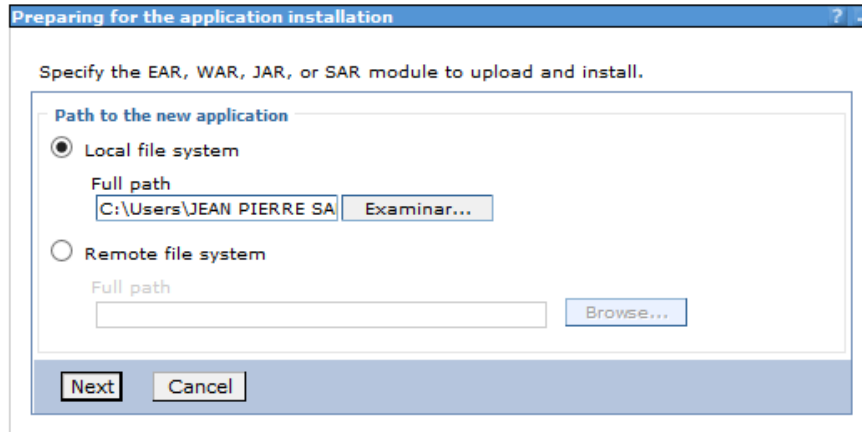 Preparing for the application installation ? -
Specify the EAR, WAR, JAR, or SAR module to upload and install.
Path to the new application
Local file system
Full path
C:\Users\JEAN PIERRE SA Examinar...
Remote file system
Full path
Browse...
Next Cancel